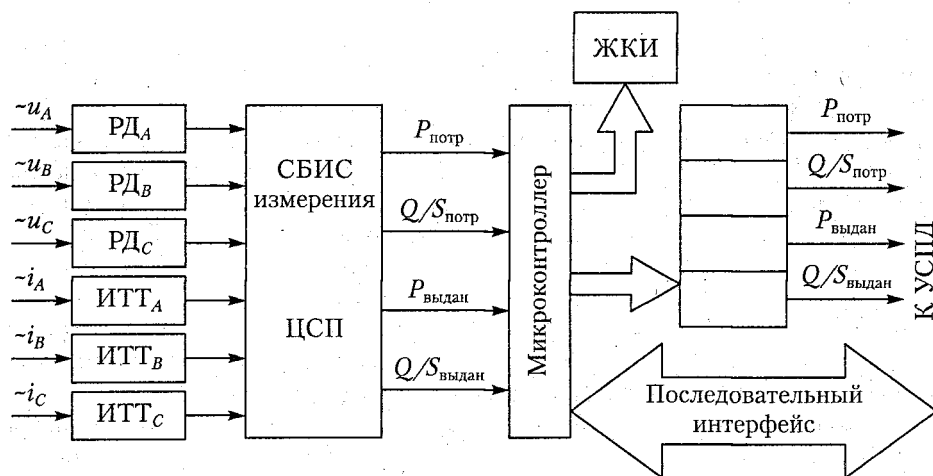 ЖКИ
~u_A
РД_A
~u_B
РД_B
~u_C
РД_C
~i_A
ИТТ_A
~i_B
ИТТ_B
~i_C
ИТТ_C
СБИС
измерения
ЦСП
P_потр
Q/S_потр
P_выдан
Q/S_выдан
Микроконтроллер
P_потр
Q/S_потр
P_выдан
Q/S_выдан
К УСПД
Последовательный
интерфейс